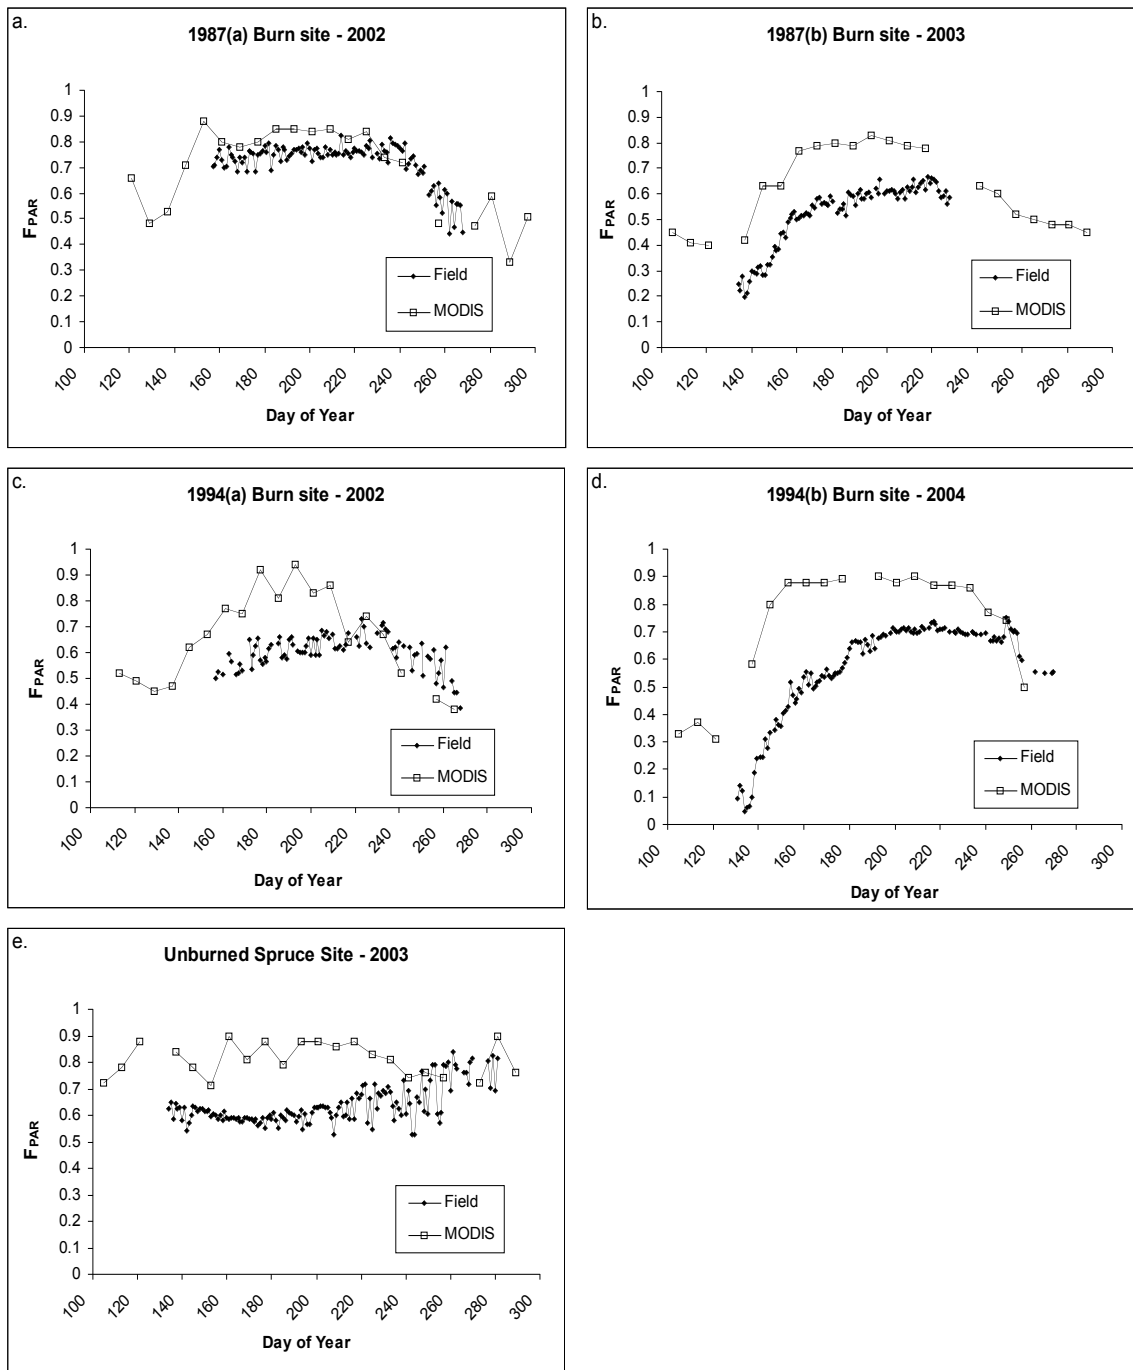 a.
1987(a) Burn site - 2002
1
0.9
0.8
0.7
0.6
0.5
0.4
0.3
0.2
0.1
0
FPAR
100 120 140 160 180 200 220 240 260 280 300
Day of Year
Field
MODIS
b.
1987(b) Burn site - 2003
1
0.9
0.8
0.7
0.6
0.5
0.4
0.3
0.2
0.1
0
FPAR
100 120 140 160 180 200 220 240 260 280 300
Day of Year
Field
MODIS
c.
1994(a) Burn site - 2002
1
0.9
0.8
0.7
0.6
0.5
0.4
0.3
0.2
0.1
0
FPAR
100 120 140 160 180 200 220 240 260 280 300
Day of Year
Field
MODIS
d.
1994(b) Burn site - 2004
1
0.9
0.8
0.7
0.6
0.5
0.4
0.3
0.2
0.1
0
FPAR
100 120 140 160 180 200 220 240 260 280 300
Day of Year
Field
MODIS
e.
Unburned Spruce Site - 2003
1
0.9
0.8
0.7
0.6
0.5
0.4
0.3
0.2
0.1
0
FPAR
100 120 140 160 180 200 220 240 260 280 300
Day of Year
Field
MODIS